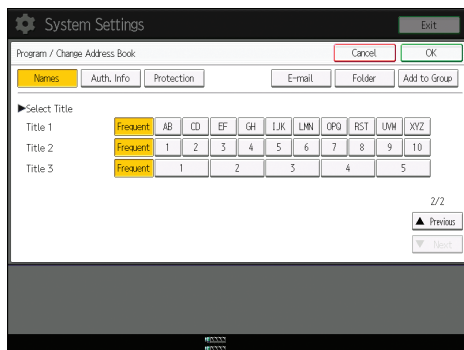 System Settings
Exit
Program / Change Address Book
Cancel
OK
Names
Auth. Info
Protection
E-mail
Folder
Add to Group
▶Select Title
Title 1 Frequent AB CD EF GH IJK LMN OPQ RST UVW XYZ
Title 2 Frequent 1 2 3 4 5 6 7 8 9 10
Title 3 Frequent 1 2 3 4 5
2/2
▲ Previous
▼ Next